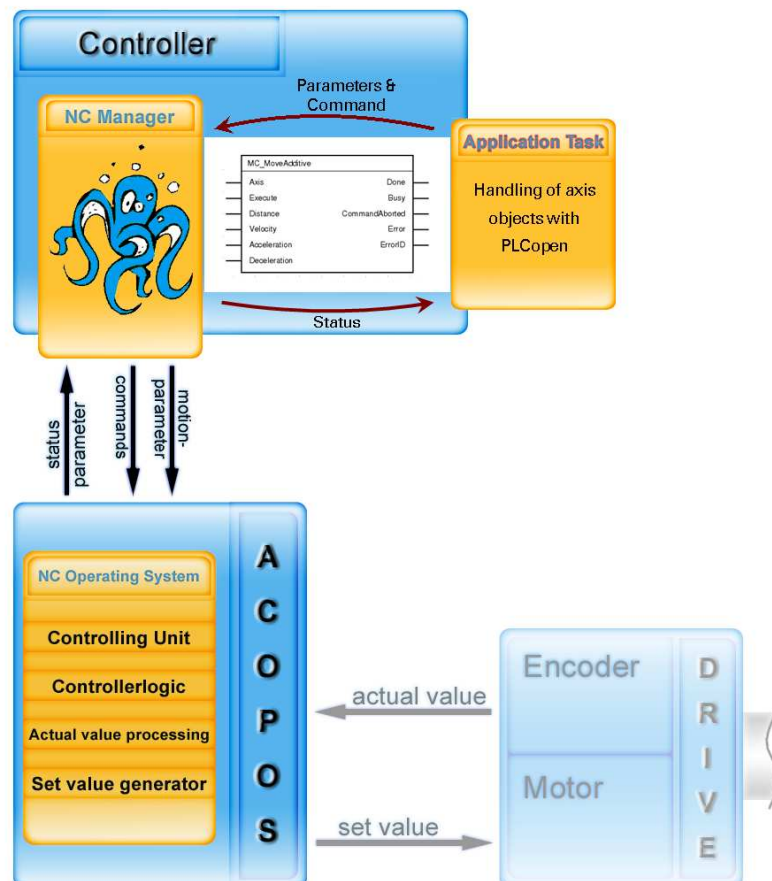 Controller
Parameters &
Command
NC Manager
Application Task
Handling of axis
objects with
PLCopen
MC_MoveAdditive
Axis Done
Execute Busy
Distance CommandAborted
Velocity Error
Acceleration ErrorID
Deceleration
Status
status
parameter
commands
motion-
parameter
ACOPOS
NC Operating System
Controlling Unit
Controllerlogic
Actual value processing
Set value generator
actual value
set value
Encoder
Motor
DRIVE